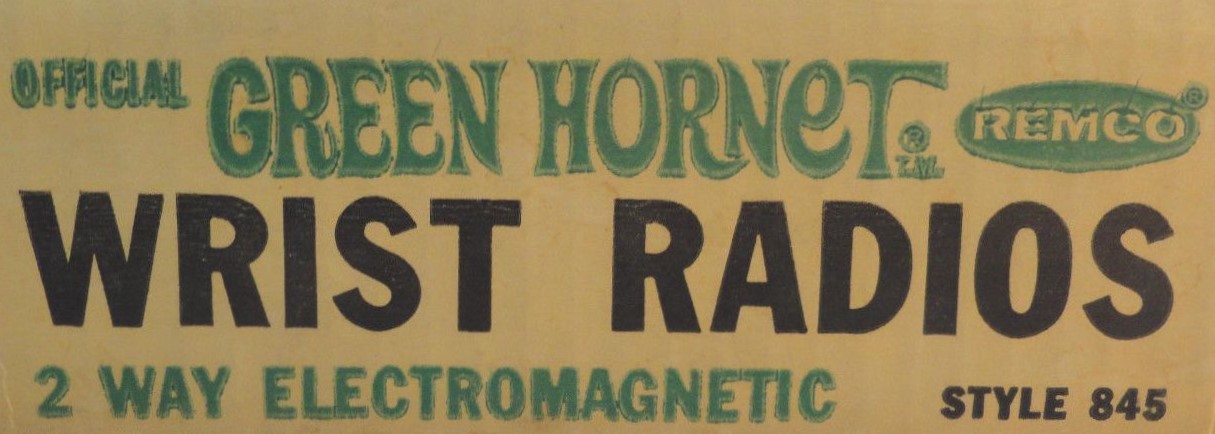 OFFICIAL GREEN HORNET ® T.M. REMCO ®
WRIST RADIOS
2 WAY ELECTROMAGNETIC STYLE 845